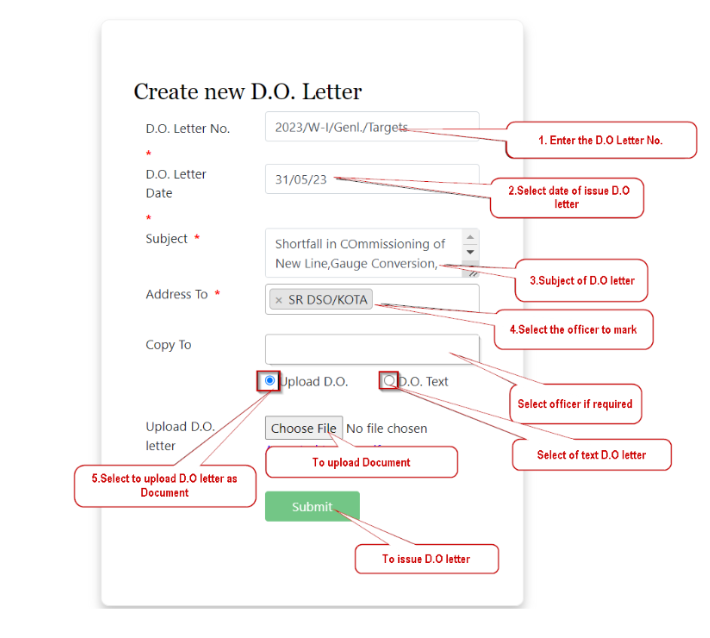 Create new D.O. Letter
D.O. Letter No.
*
2023/W-I/Genl./Targets
1. Enter the D.O Letter No.
D.O. Letter
Date
*
31/05/23
2.Select date of issue D.O
letter
Subject *
Shortfall in COmmissioning of
New Line,Gauge Conversion,
3.Subject of D.O letter
Address To *
× SR DSO/KOTA
4.Select the officer to mark
Copy To
Select officer if required
Upload D.O.
D.O. Text
Select of text D.O letter
Upload D.O.
letter
Choose File No file chosen
To upload Document
5.Select to upload D.O letter as
Document
Submit
To issue D.O letter